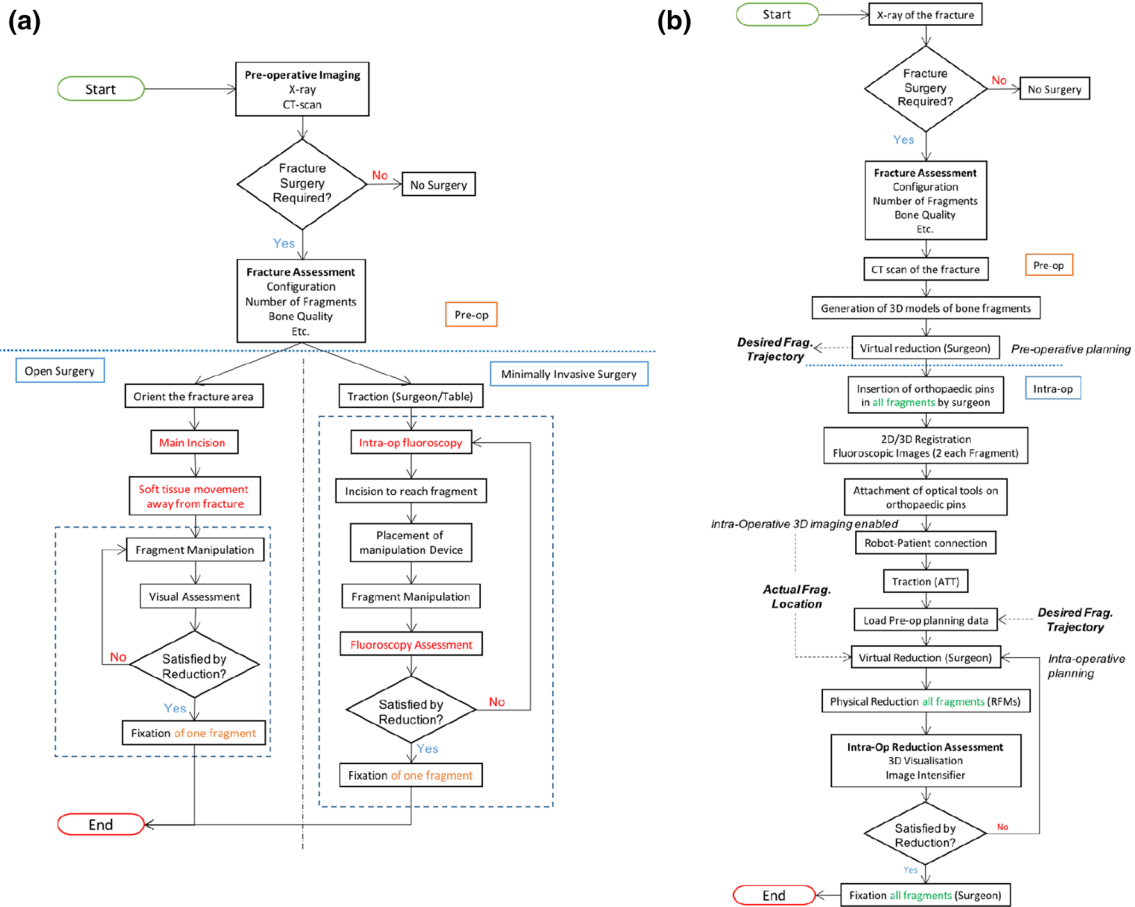 (a)
Start
Pre-operative Imaging
X-ray
CT-scan
Fracture
Surgery
Required?
No
No Surgery
Yes
Fracture Assessment
Configuration
Number of Fragments
Bone Quality
Etc.
Pre-op
Open Surgery
Minimally Invasive Surgery
Orient the fracture area
Main Incision
Soft tissue movement
away from fracture
Fragment Manipulation
Visual Assessment
Satisfied by
Reduction?
No
Yes
Fixation of one fragment
Traction (Surgeon/Table)
Intra-op fluoroscopy
Incision to reach fragment
Placement of
manipulation Device
Fragment Manipulation
Fluoroscopy Assessment
Satisfied by
Reduction?
No
Yes
Fixation of one fragment
End
(b)
Start
X-ray of the fracture
Fracture
Surgery
Required?
No
No Surgery
Yes
Fracture Assessment
Configuration
Number of Fragments
Bone Quality
Etc.
CT scan of the fracture
Pre-op
Generation of 3D models of bone fragments
Desired Frag.
Trajectory
Virtual reduction (Surgeon)
Pre-operative planning
Insertion of orthopaedic pins
in all fragments by surgeon
Intra-op
2D/3D Registration
Fluoroscopic Images (2 each Fragment)
Attachment of optical tools on
orthopaedic pins
Intra-Operative 3D imaging enabled
Robot-Patient connection
Traction (ATT)
Actual Frag.
Location
Load Pre-op planning data
Desired Frag.
Trajectory
Virtual Reduction (Surgeon)
Intra-operative
planning
Physical Reduction all fragments (RFMs)
Intra-Op Reduction Assessment
3D Visualisation
Image Intensifier
Satisfied by
Reduction?
No
Yes
End
Fixation all fragments (Surgeon)